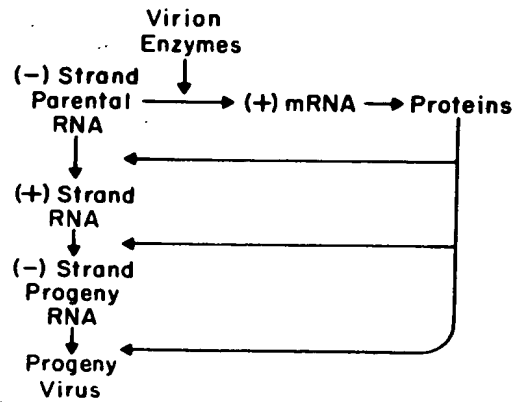 Virion
Enzymes
(-) Strand
Parental
RNA
(+) mRNA
Proteins
(+) Strand
RNA
(-) Strand
Progeny
RNA
Progeny
Virus